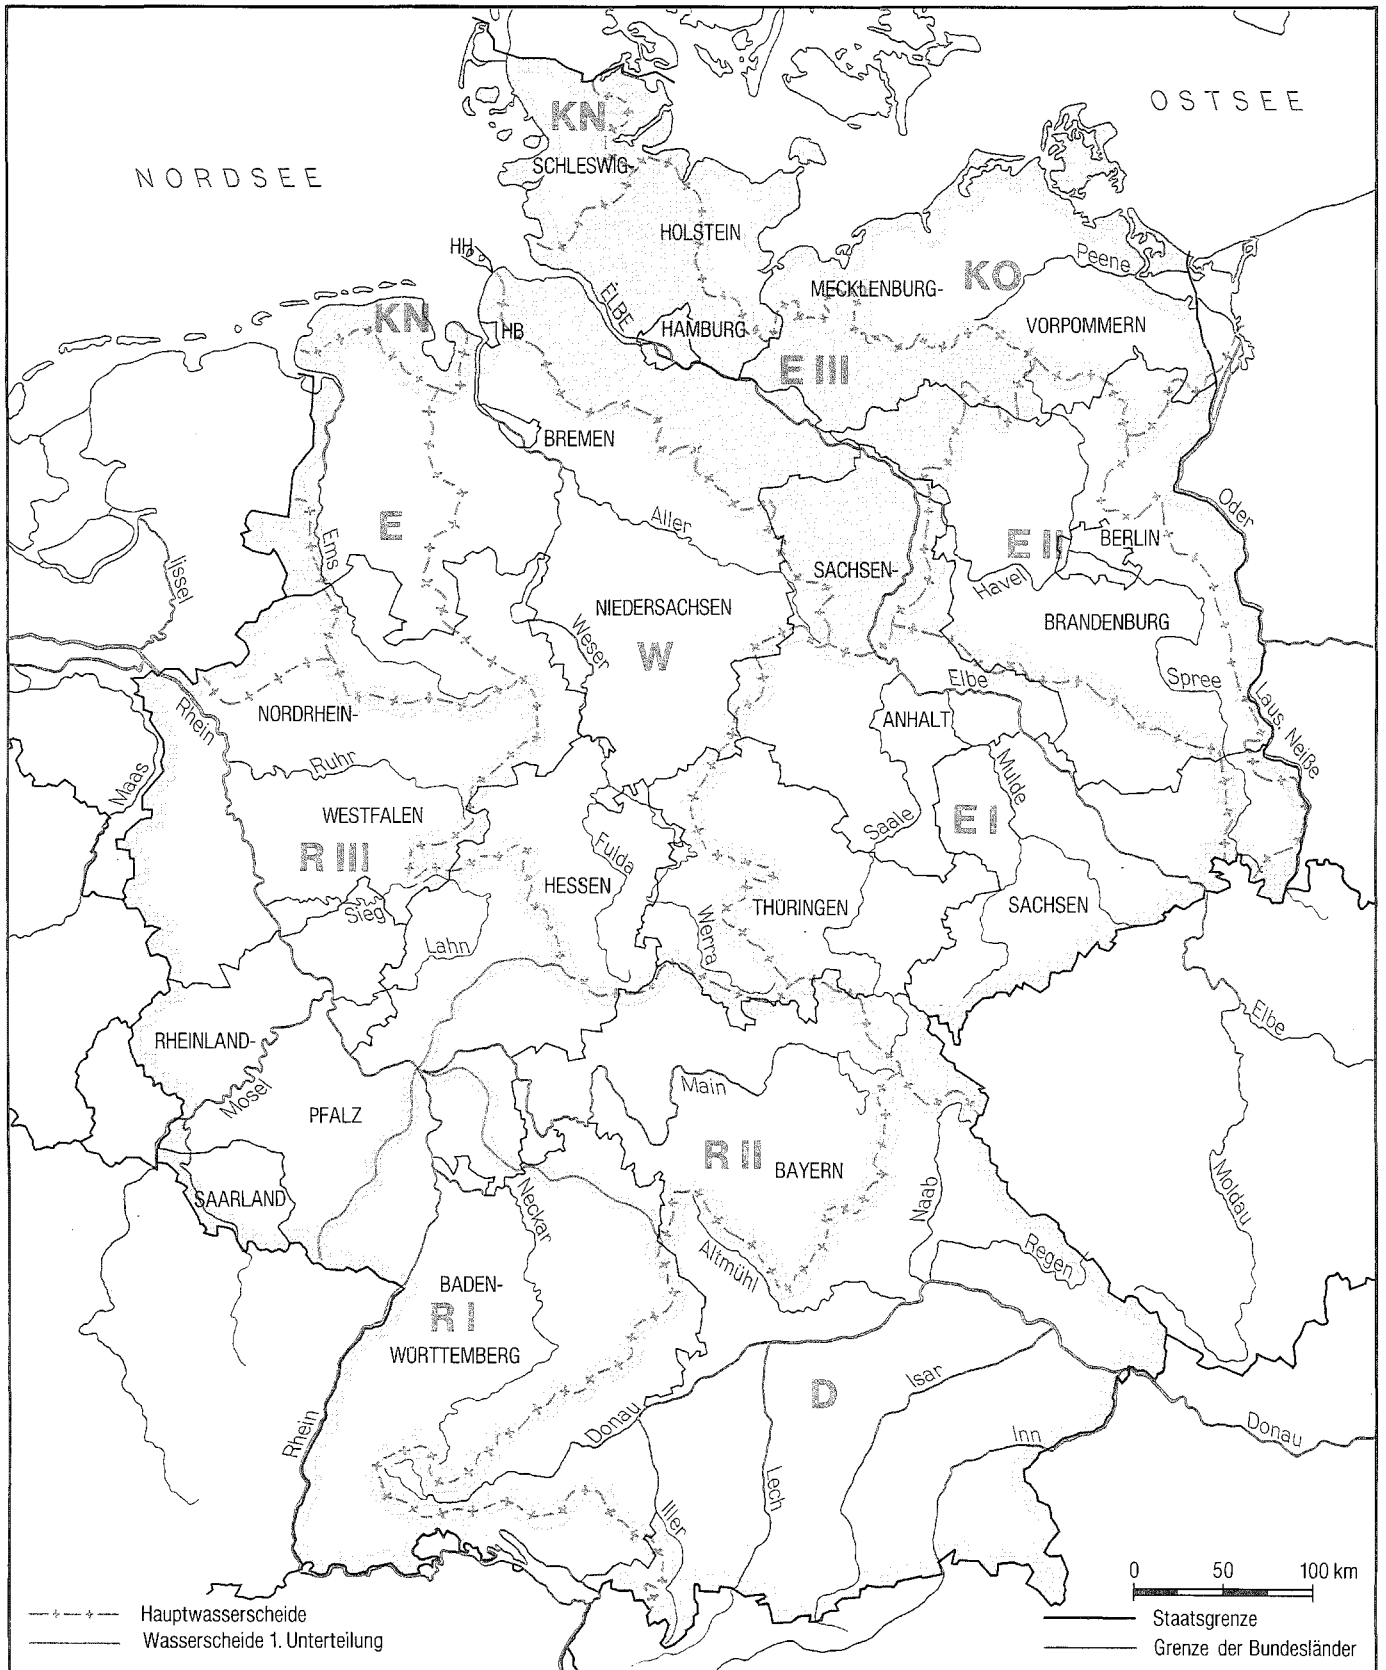 OSTSEE
KN
SCHLESWIG-
NORDSEE
HOLSTEIN
HH
Peene
KO
MECKLENBURG-
ELBE
KN
HB
HAMBURG
VORPOMMERN
E III
BREMEN
Oder
Aller
E
Ems
BERLIN
E II
Ijssel
SACHSEN-
Havel
NIEDERSACHSEN
BRANDENBURG
Weser
W
Elbe
Spree
Rhein
NORDRHEIN-
ANHALT
Laus. Neiße
Ruhr
Maas
Mulde
WESTFALEN
Saale
E I
R III
Fulda
HESSEN
THÜRINGEN
SACHSEN
Sieg
Werra
Lahn
Elbe
RHEINLAND-
Main
Mosel
PFALZ
R II
BAYERN
Moldau
SAARLAND
Naab
Neckar
Altmühl
Regen
BADEN-
R I
WÜRTTEMBERG
Isar
D
Donau
Rhein
Inn
Donau
Lech
Iller
0 50 100 km
Hauptwasserscheide
Wasserscheide 1. Unterteilung
Staatsgrenze
Grenze der Bundesländer